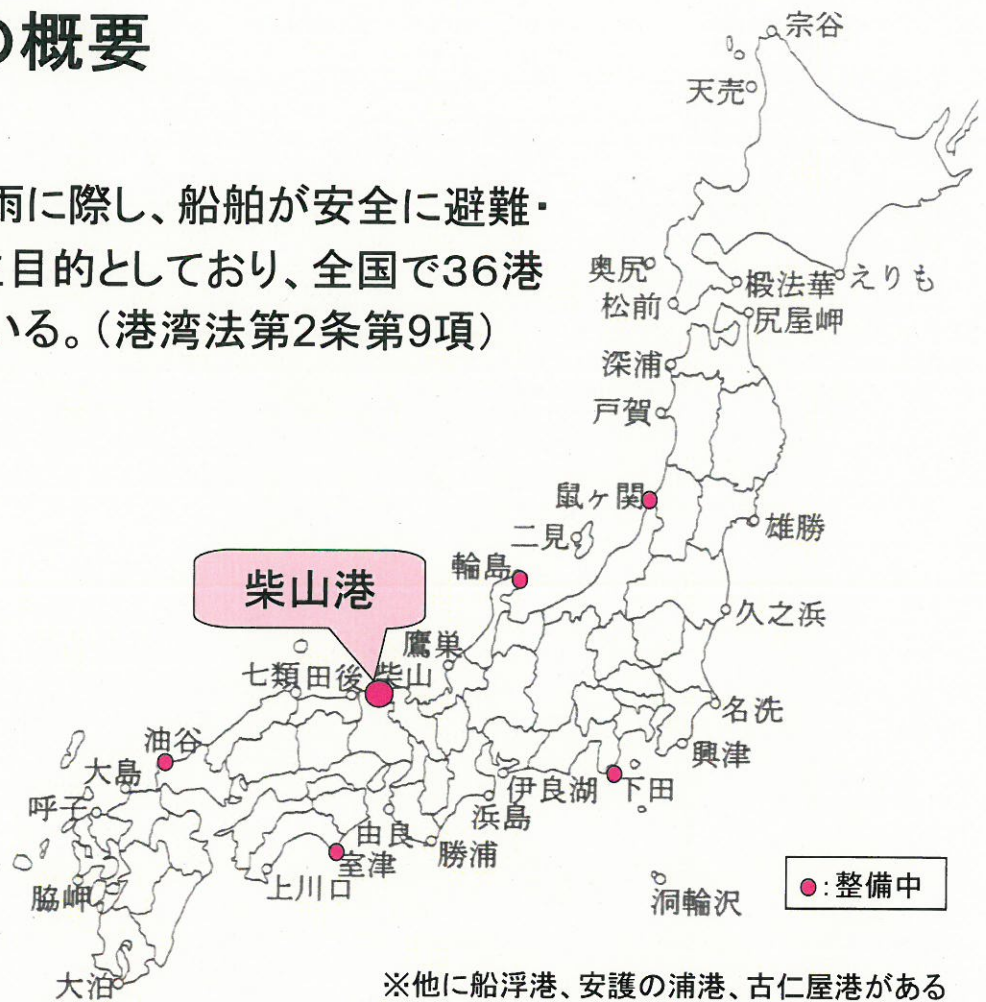 の概要
雨に際し、船舶が安全に避難・
主目的としており、全国で36港
いる。（港湾法第2条第9項）
宗谷
天売
奥尻
松前
椴法華
えりも
尻屋岬
深浦
戸賀
鼠ヶ関
二見
雄勝
輪島
柴山港
久之浜
鷹巣
七類
田後
柴山
名洗
油谷
興津
大島
伊良湖
下田
呼子
浜島
由良
勝浦
室津
脇岬
上川口
洞輪沢
：整備中
大泊
※他に船浮港、安護の浦港、古仁屋港がある